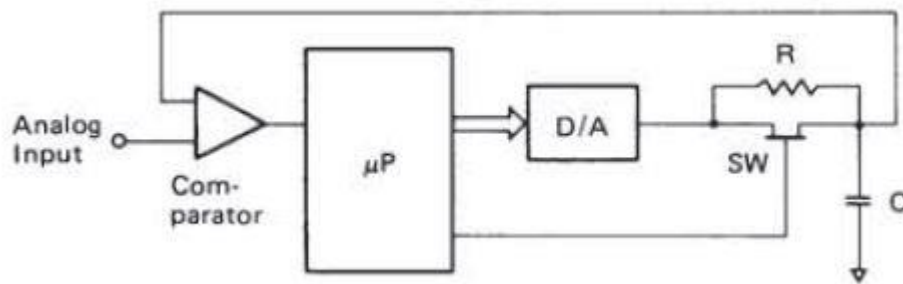 R
Analog
Input
Com-
parator
μP
D/A
SW
C